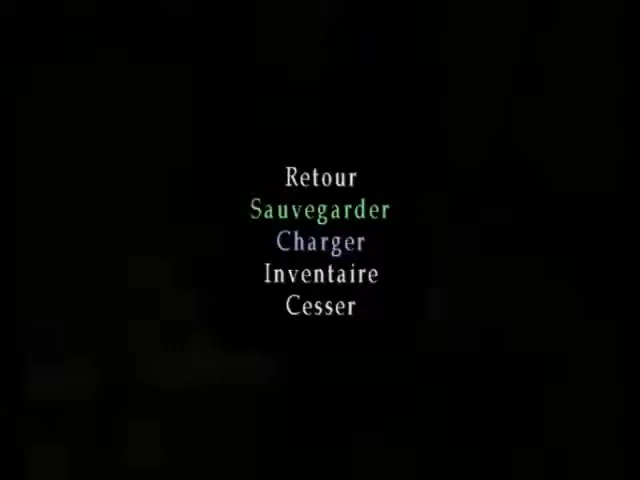 Retour
Sauvegarder
Charger
Inventaire
Cesser